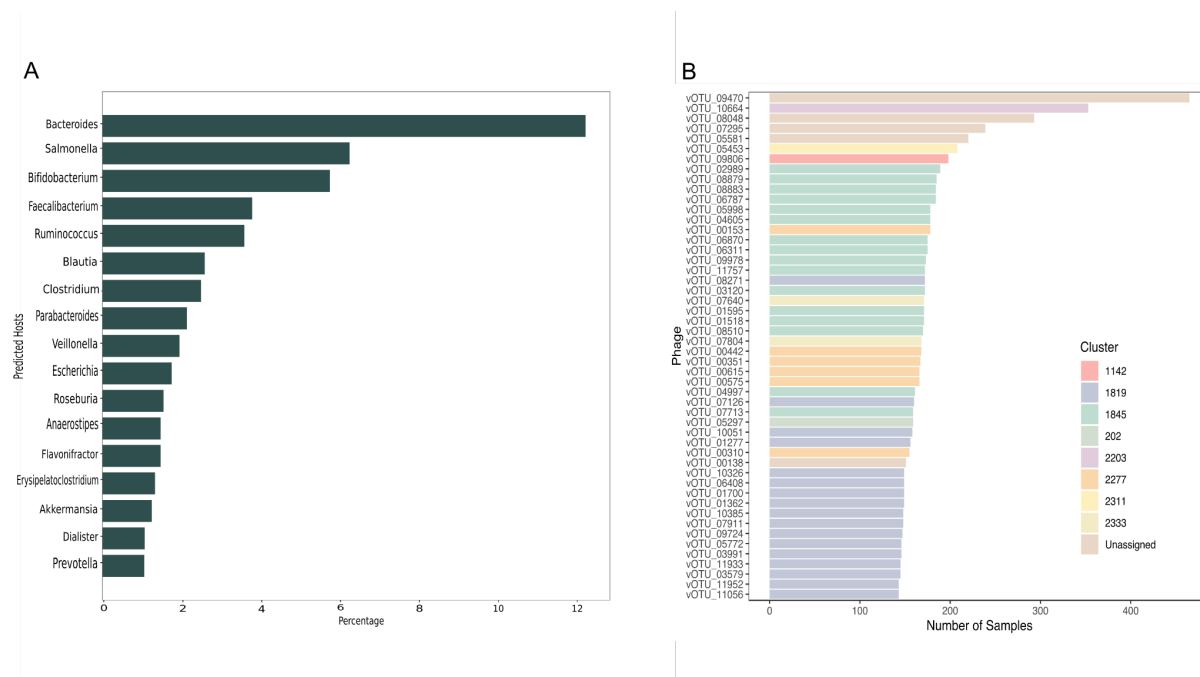 A
Predicted Hosts
Bacteroides
Salmonella
Bifidobacterium
Faecalibacterium
Ruminococcus
Blautia
Clostridium
Parabacteroides
Veillonella
Escherichia
Roseburia
Anaerostipes
Flavonifractor
Erysipelatoclostridium
Akkermansia
Dialister
Prevotella
0 2 4 6 8 10 12
Percentage
B
Phage
vOTU_09470
vOTU_10664
vOTU_08048
vOTU_07295
vOTU_05581
vOTU_05453
vOTU_09806
vOTU_02989
vOTU_08879
vOTU_08883
vOTU_06787
vOTU_05998
vOTU_04605
vOTU_00153
vOTU_06870
vOTU_06311
vOTU_09978
vOTU_11757
vOTU_08271
vOTU_03120
vOTU_07640
vOTU_01595
vOTU_01518
vOTU_08510
vOTU_07804
vOTU_00442
vOTU_00351
vOTU_00615
vOTU_00575
vOTU_04997
vOTU_07126
vOTU_07713
vOTU_05297
vOTU_10051
vOTU_01277
vOTU_00310
vOTU_00138
vOTU_10326
vOTU_06408
vOTU_01700
vOTU_01362
vOTU_10385
vOTU_07911
vOTU_09724
vOTU_05772
vOTU_03991
vOTU_11933
vOTU_03579
vOTU_11952
vOTU_11056
0 100 200 300 400
Number of Samples
Cluster
1142
1819
1845
202
2203
2277
2311
2333
Unassigned